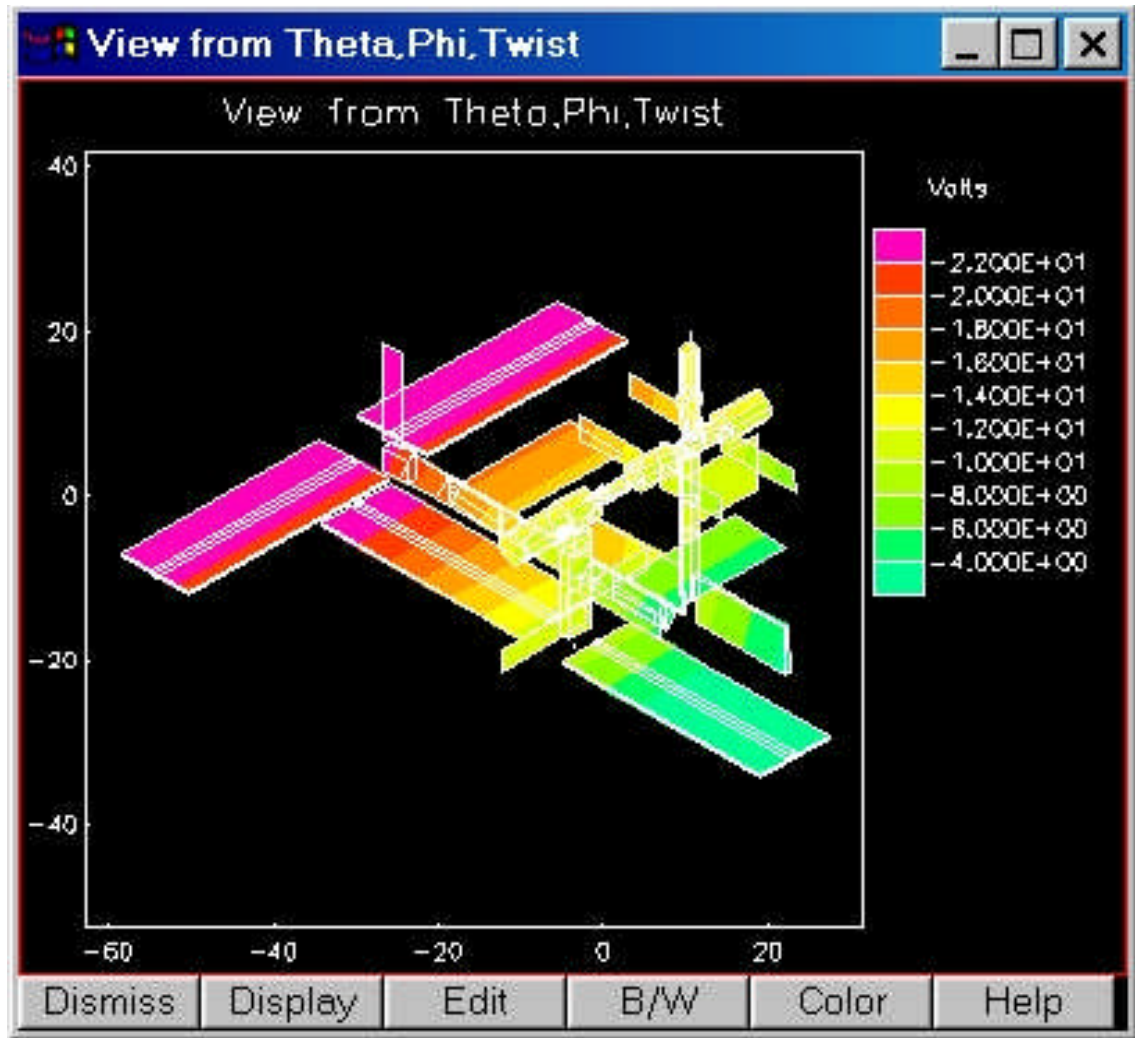 View from Theta,Phi,Twist
View from Theta,Phi,Twist
Volts
-2.200E+01
-2.000E+01
-1.800E+01
-1.600E+01
-1.400E+01
-1.200E+01
-1.000E+01
-8.000E+00
-6.000E+00
-4.000E+00
40
20
0
-20
-40
-60
-40
-20
0
20
Dismiss Display Edit B/W Color Help